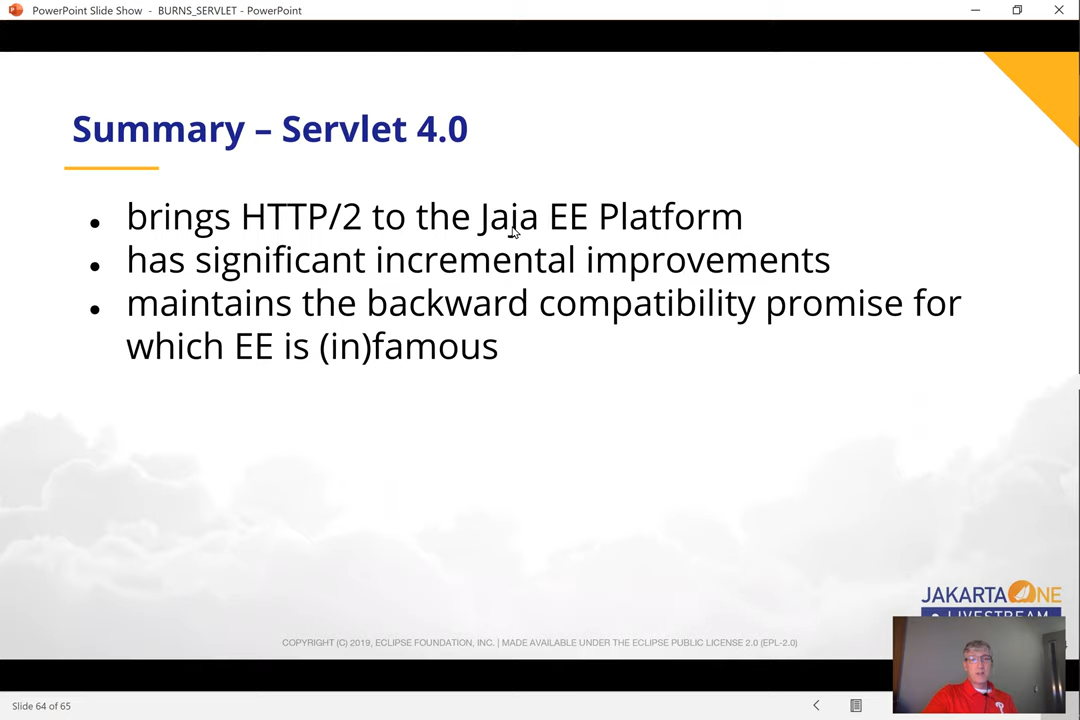 PowerPoint Slide Show - BURNS_SERVLET - PowerPoint
Summary – Servlet 4.0
• brings HTTP/2 to the Jaja EE Platform
• has significant incremental improvements
• maintains the backward compatibility promise for
which EE is (in)famous
JAKARTA ONE
LIVESTREAM
COPYRIGHT (C) 2019, ECLIPSE FOUNDATION, INC. | MADE AVAILABLE UNDER THE ECLIPSE PUBLIC LICENSE 2.0 (EPL-2.0)
Slide 64 of 65